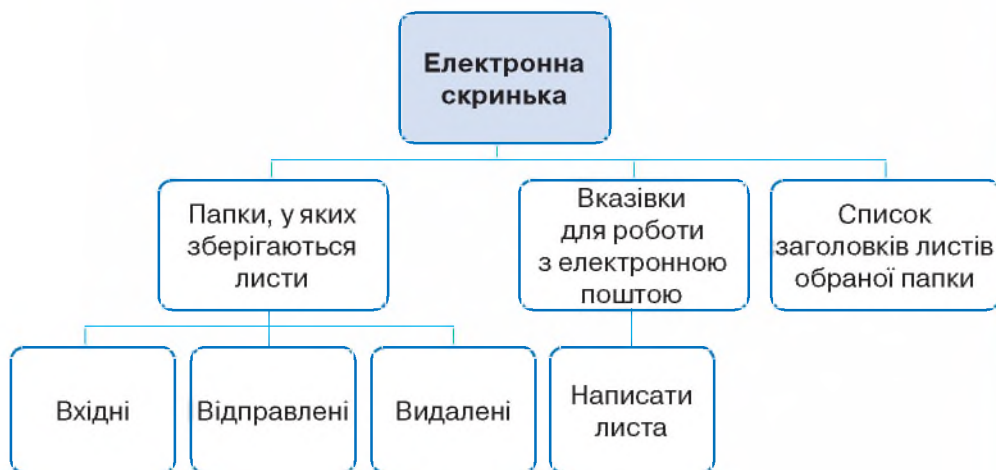 Електронна
скринька
Папки, у яких
зберігаються
листи
Вказівки
для роботи
з електронною
поштою
Список
заголовків листів
обраної папки
Вхідні
Відправлені
Видалені
Написати
листа